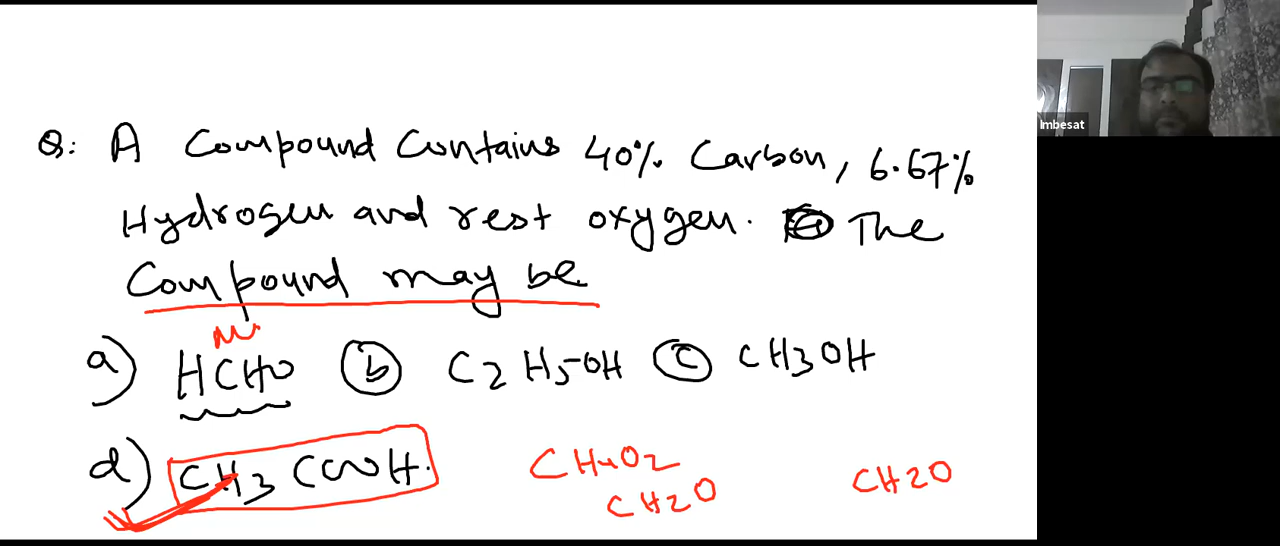 Q: A Compound Contains 40% Carbon, 6.67%
Hydrogen and rest oxygen. The
Compound may be
a) HCHO (b) C2H5-OH (c) CH3OH
d) CH3COOH.
CH4O2
CH2O
CH2O
Imbesat